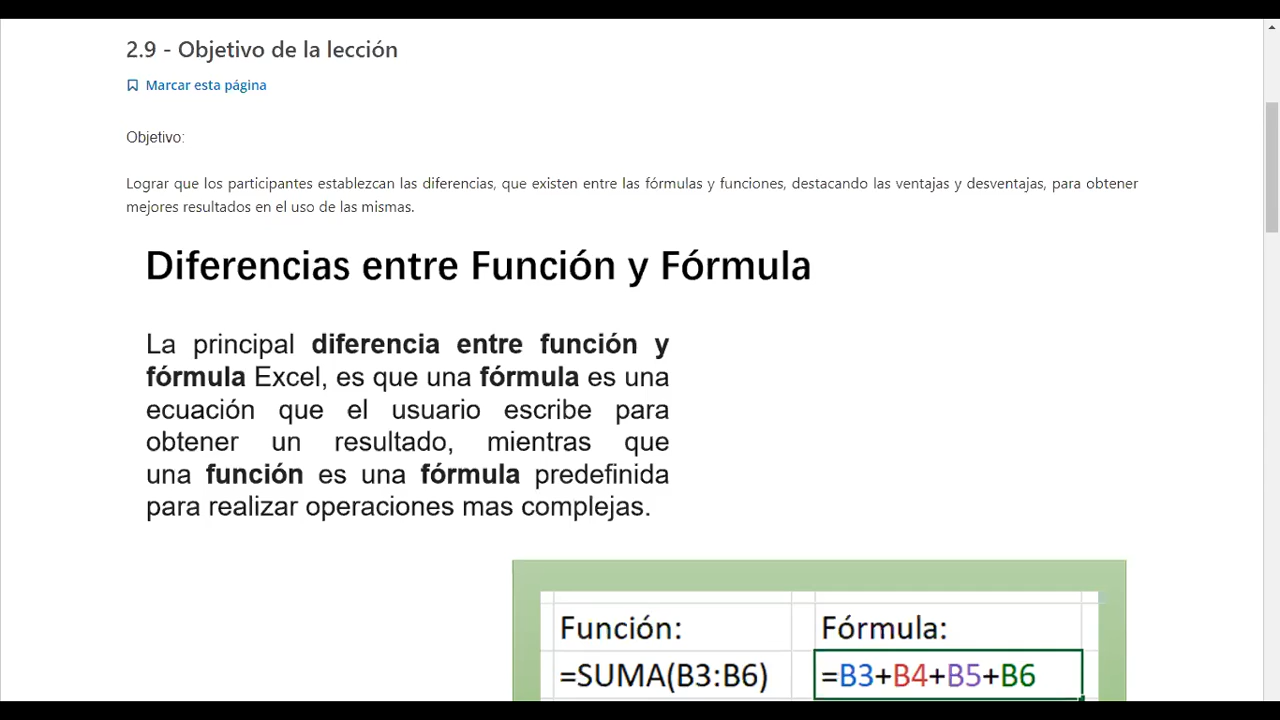 2.9 - Objetivo de la lección
Marcar esta página
Objetivo:
Lograr que los participantes establezcan las diferencias, que existen entre las fórmulas y funciones, destacando las ventajas y desventajas, para obtener
mejores resultados en el uso de las mismas.
Diferencias entre Función y Fórmula
La principal diferencia entre función y
fórmula Excel, es que una fórmula es una
ecuación que el usuario escribe para
obtener un resultado, mientras que
una función es una fórmula predefinida
para realizar operaciones mas complejas.
Función: Fórmula:
=SUMA(B3:B6) =B3+B4+B5+B6